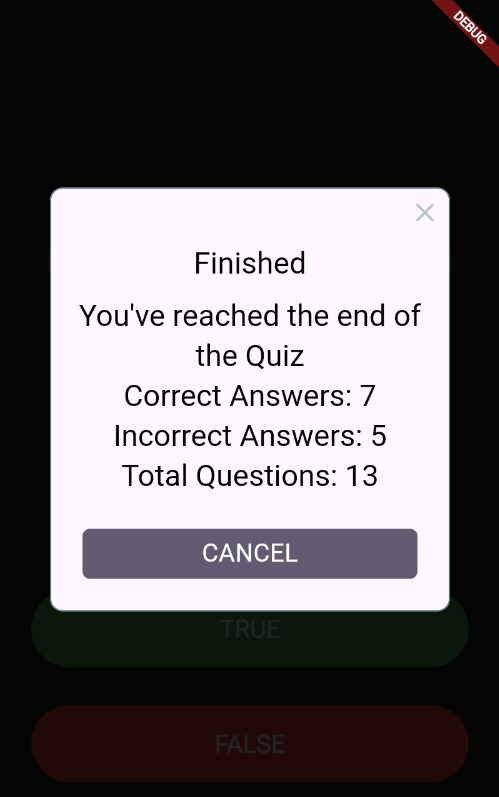 DEBUG
Finished
You've reached the end of
the Quiz
Correct Answers: 7
Incorrect Answers: 5
Total Questions: 13
CANCEL
TRUE
FALSE